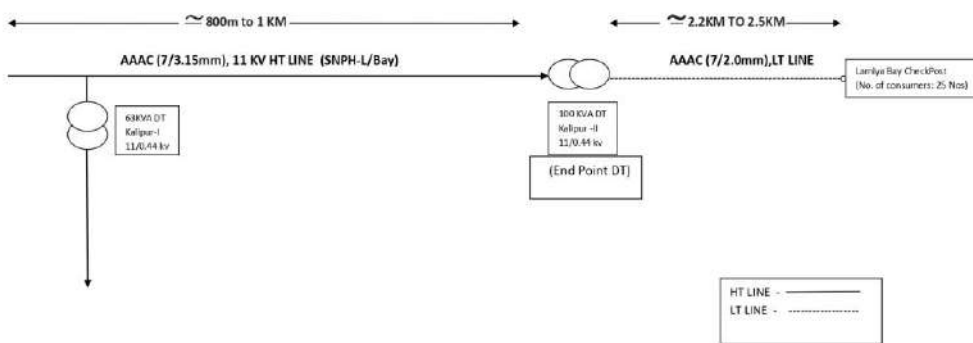 ≃ 800m to 1 KM
≃ 2.2KM TO 2.5KM
AAAC (7/3.15mm), 11 KV HT LINE (SNPH-L/Bay)
AAAC (7/2.0mm),LT LINE
Lamiya Bay CheckPost
(No. of consumers: 25 Nos)
63KVA DT
Kalipur-I
11/0.44 kv
100 KVA DT
Kalipur -II
11/0.44 kv
(End Point DT)
HT LINE -
LT LINE -